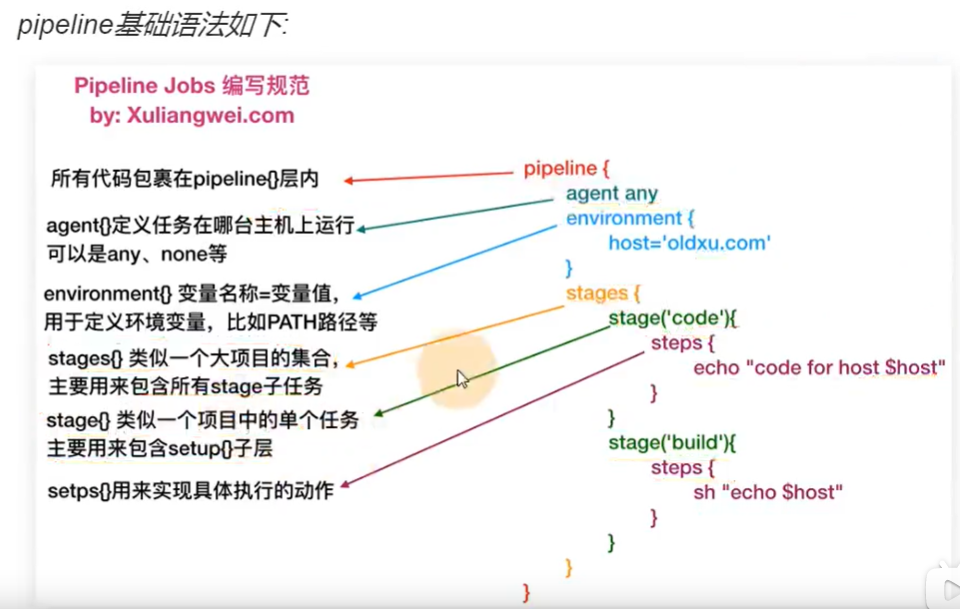 pipeline基础语法如下:
Pipeline Jobs 编写规范
by: Xuliangwei.com
所有代码包裹在pipeline{}层内
agent{}定义任务在哪台主机上运行
可以是any、none等
environment{} 变量名称=变量值，
用于定义环境变量，比如PATH路径等
stages{} 类似一个大项目的集合，
主要用来包含所有stage子任务
stage{} 类似一个项目中的单个任务
主要用来包含setup{}子层
setps{}用来实现具体执行的动作
pipeline {
agent any
environment {
host='oldxu.com'
}
stages {
stage('code'){
steps {
echo "code for host $host"
}
}
stage('build'){
steps {
sh "echo $host"
}
}
}
}